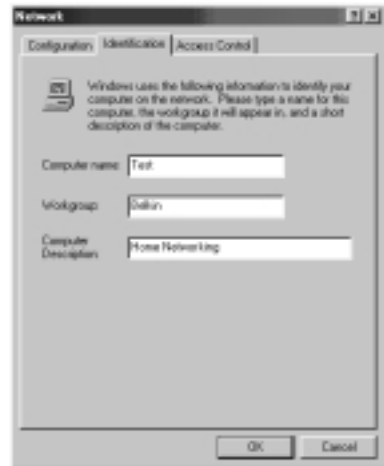 Network
Configuration Identification Access Control
Windows uses the following information to identify your
computer on the network. Please type a name for this
computer, the workgroup it will appear in, and a short
description of the computer.
Computer name: Test
Workgroup: Belkin
Computer
Description: Home Networking
OK Cancel